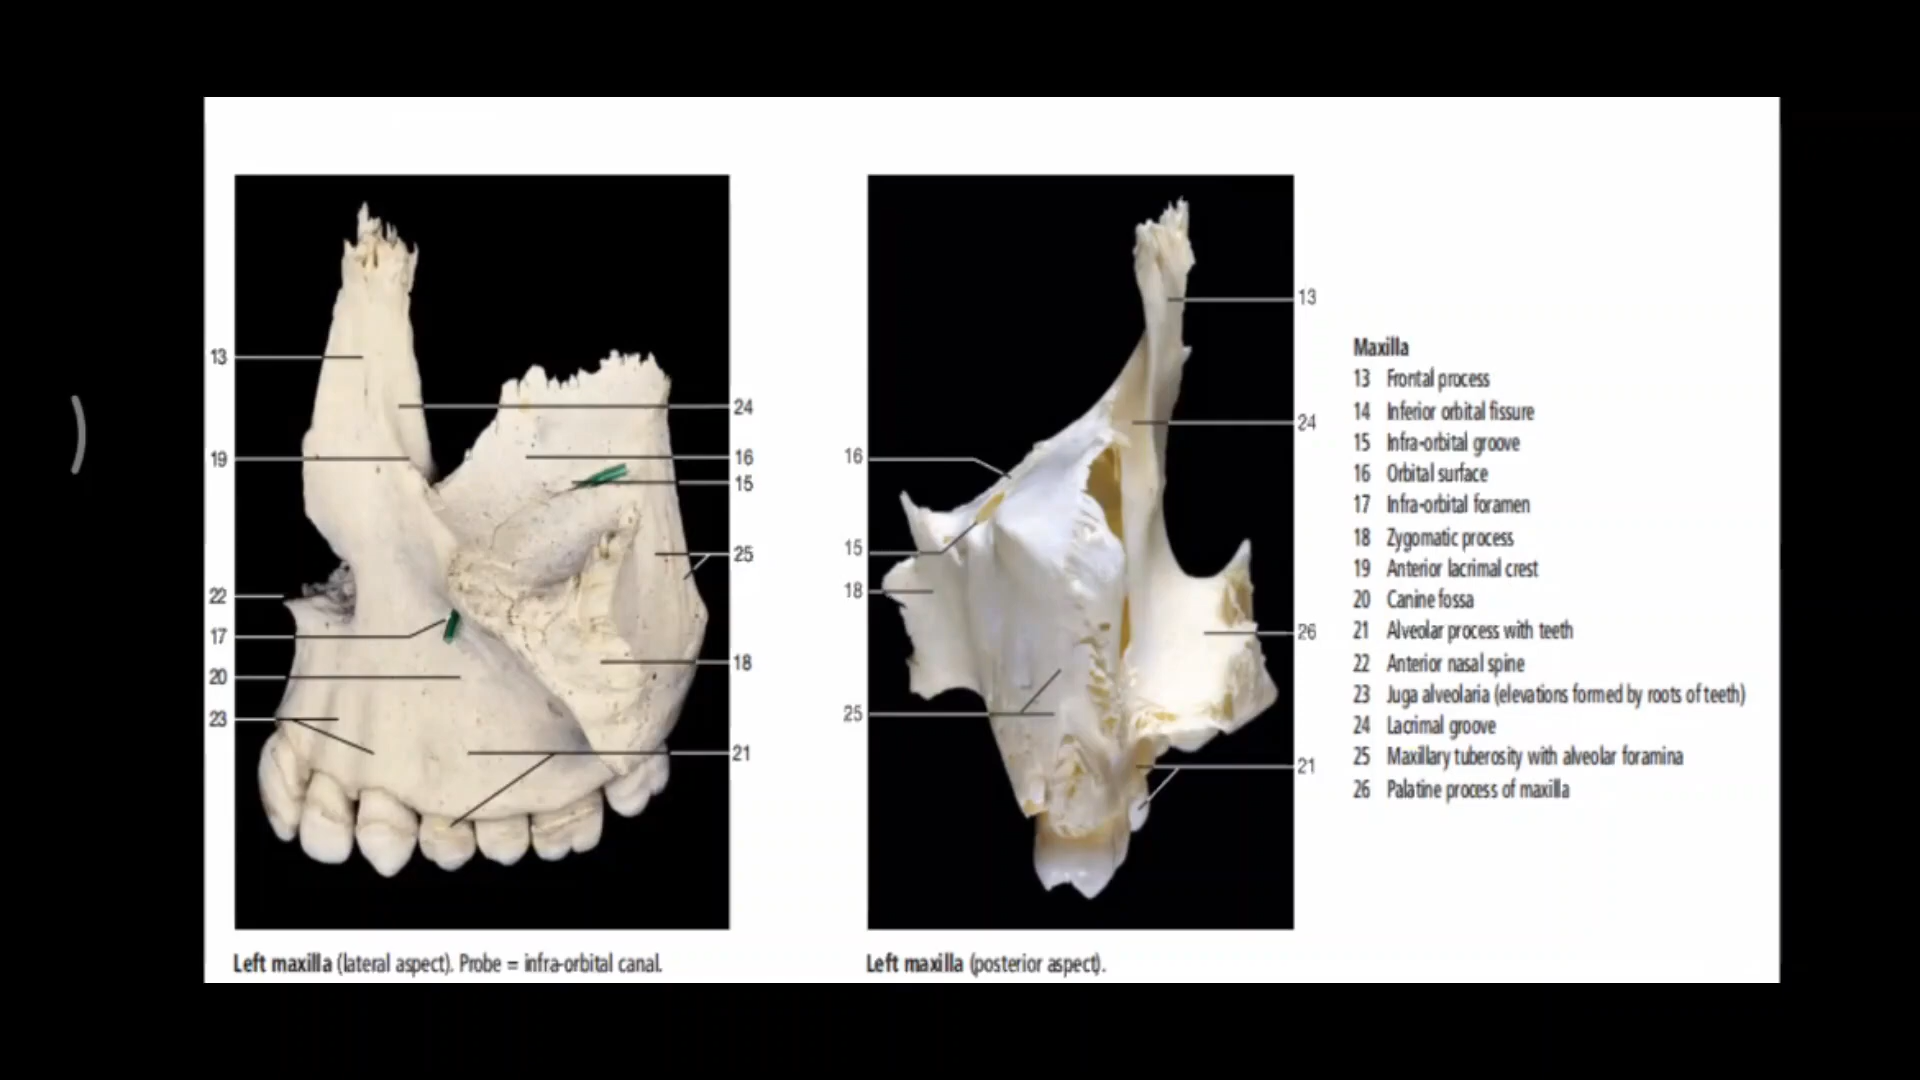 13
19
22
17
20
23
24
16
15
25
18
21
16
15
18
25
13
24
26
21
Maxilla
13 Frontal process
14 Inferior orbital fissure
15 Infra-orbital groove
16 Orbital surface
17 Infra-orbital foramen
18 Zygomatic process
19 Anterior lacrimal crest
20 Canine fossa
21 Alveolar process with teeth
22 Anterior nasal spine
23 Juga alveolaria (elevations formed by roots of teeth)
24 Lacrimal groove
25 Maxillary tuberosity with alveolar foramina
26 Palatine process of maxilla
Left maxilla (lateral aspect). Probe = infra-orbital canal.
Left maxilla (posterior aspect).